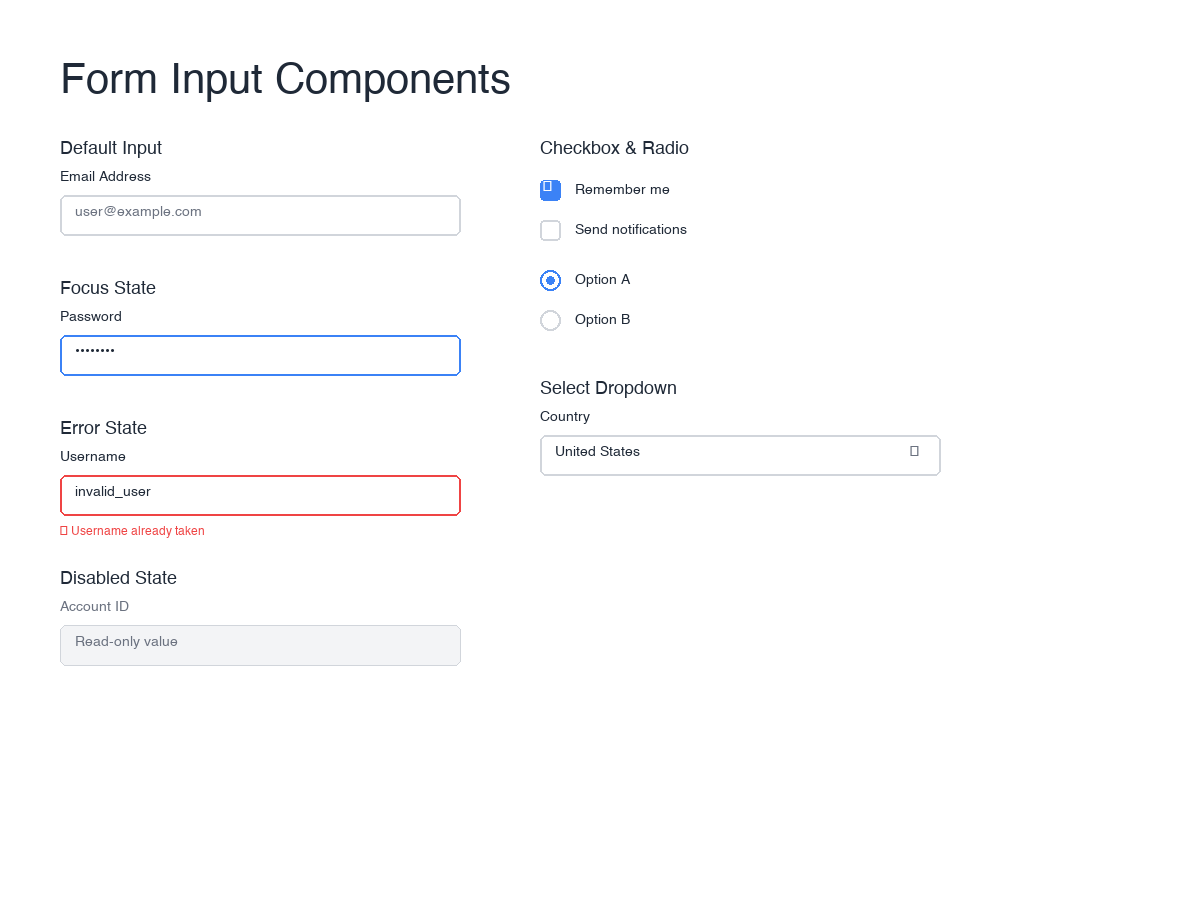 Form Input Components
Default Input
Email Address
user@example.com
Focus State
Password
••••••••
Error State
Username
invalid_user
Username already taken
Disabled State
Account ID
Read-only value
Checkbox & Radio
Remember me
Send notifications
Option A
Option B
Select Dropdown
Country
United States